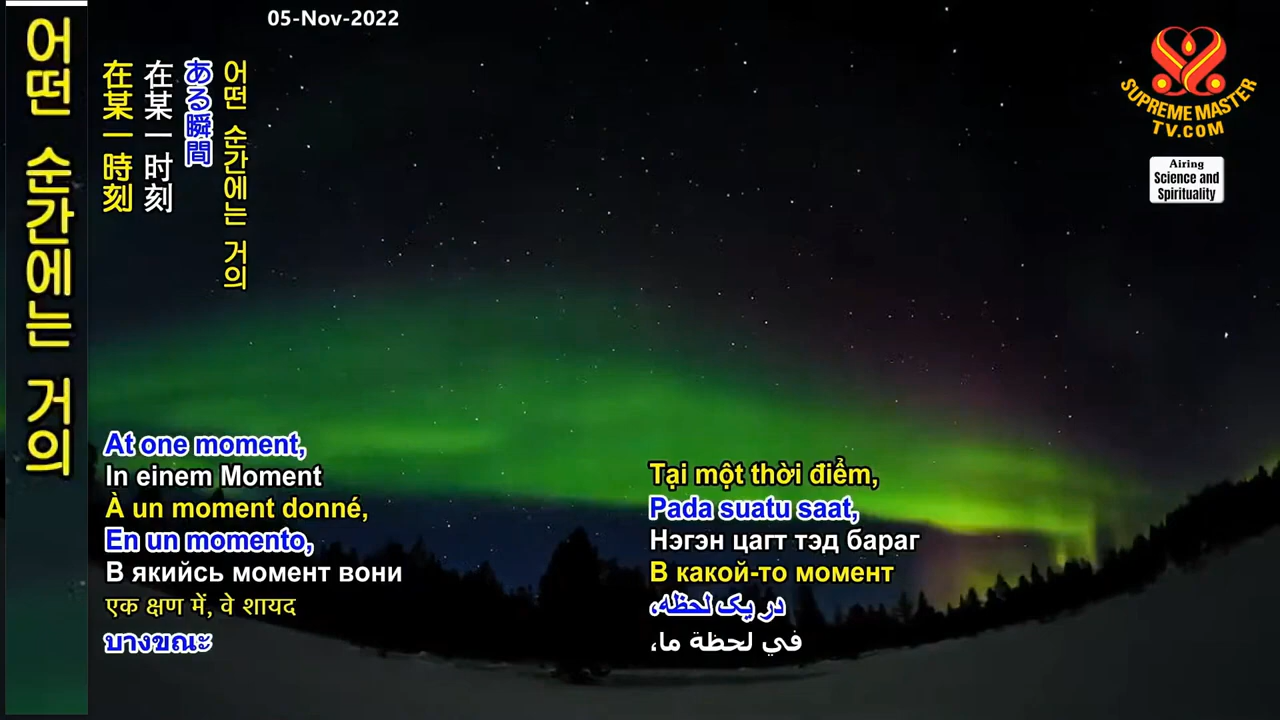 05-Nov-2022
어떤 순간에는 거의
在某一時刻
在某一时刻
ある瞬間
어떤 순간에는 거의
SUPREME MASTER
TV.COM
Airing
Science and
Spirituality
At one moment,
In einem Moment
À un moment donné,
En un momento,
В якийсь момент вони
एक क्षण में, वे शायद
บางขณะ
Tại một thời điểm,
Pada suatu saat,
Нэгэн цагт тэд бараг
В какой-то момент
در یک لحظه،
في لحظة ما،